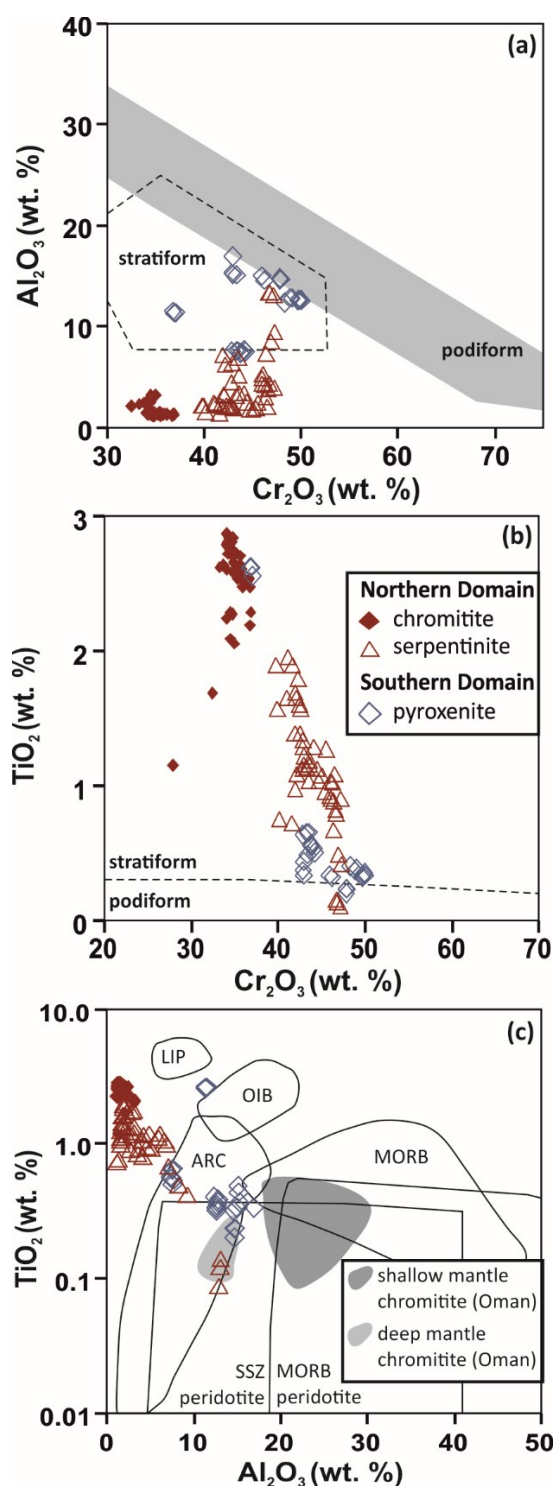 (a)
40
30
20
10
0
Al₂O₃ (wt. %)
stratiform
podiform
30 40 50 60 70
Cr₂O₃ (wt. %)
(b)
3
2
1
0
TiO₂ (wt. %)
Northern Domain
chromitite
serpentinite
Southern Domain
pyroxenite
stratiform
podiform
20 30 40 50 60 70
Cr₂O₃ (wt. %)
(c)
10.0
1.0
0.1
0.01
TiO₂ (wt. %)
LIP
OIB
ARC
MORB
shallow mantle
chromitite (Oman)
deep mantle
chromitite (Oman)
SSZ
peridotite
MORB
peridotite
0 10 20 30 40 50
Al₂O₃ (wt. %)